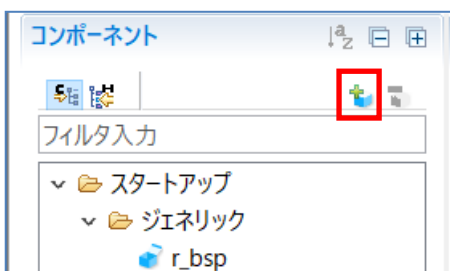 コンポーネント
フィルタ入力
スタートアップ
ジェネリック
r_bsp